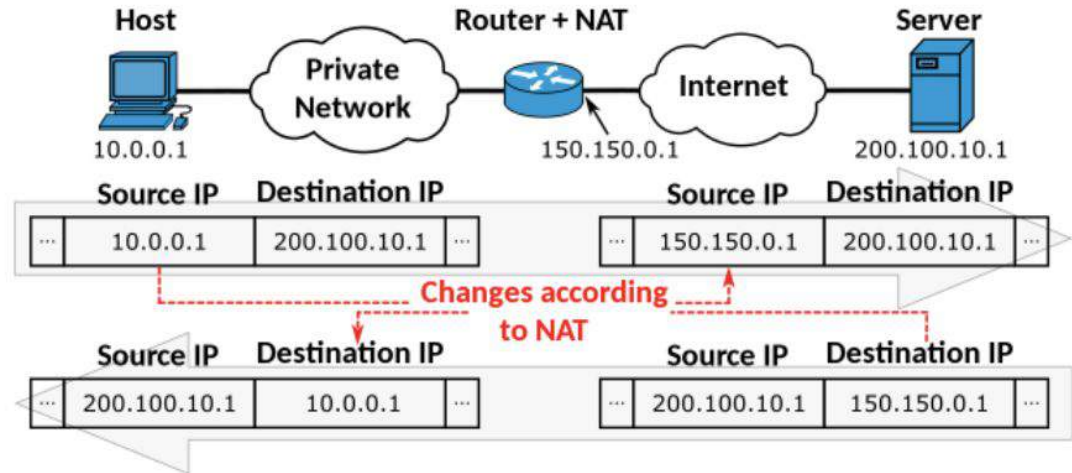 Host
Router + NAT
Server
Private
Network
Internet
10.0.0.1
150.150.0.1
200.100.10.1
Source IP Destination IP
Source IP Destination IP
... 10.0.0.1 200.100.10.1 ...
... 150.150.0.1 200.100.10.1 ...
Changes according
to NAT
Source IP Destination IP
Source IP Destination IP
... 200.100.10.1 10.0.0.1 ...
... 200.100.10.1 150.150.0.1 ...